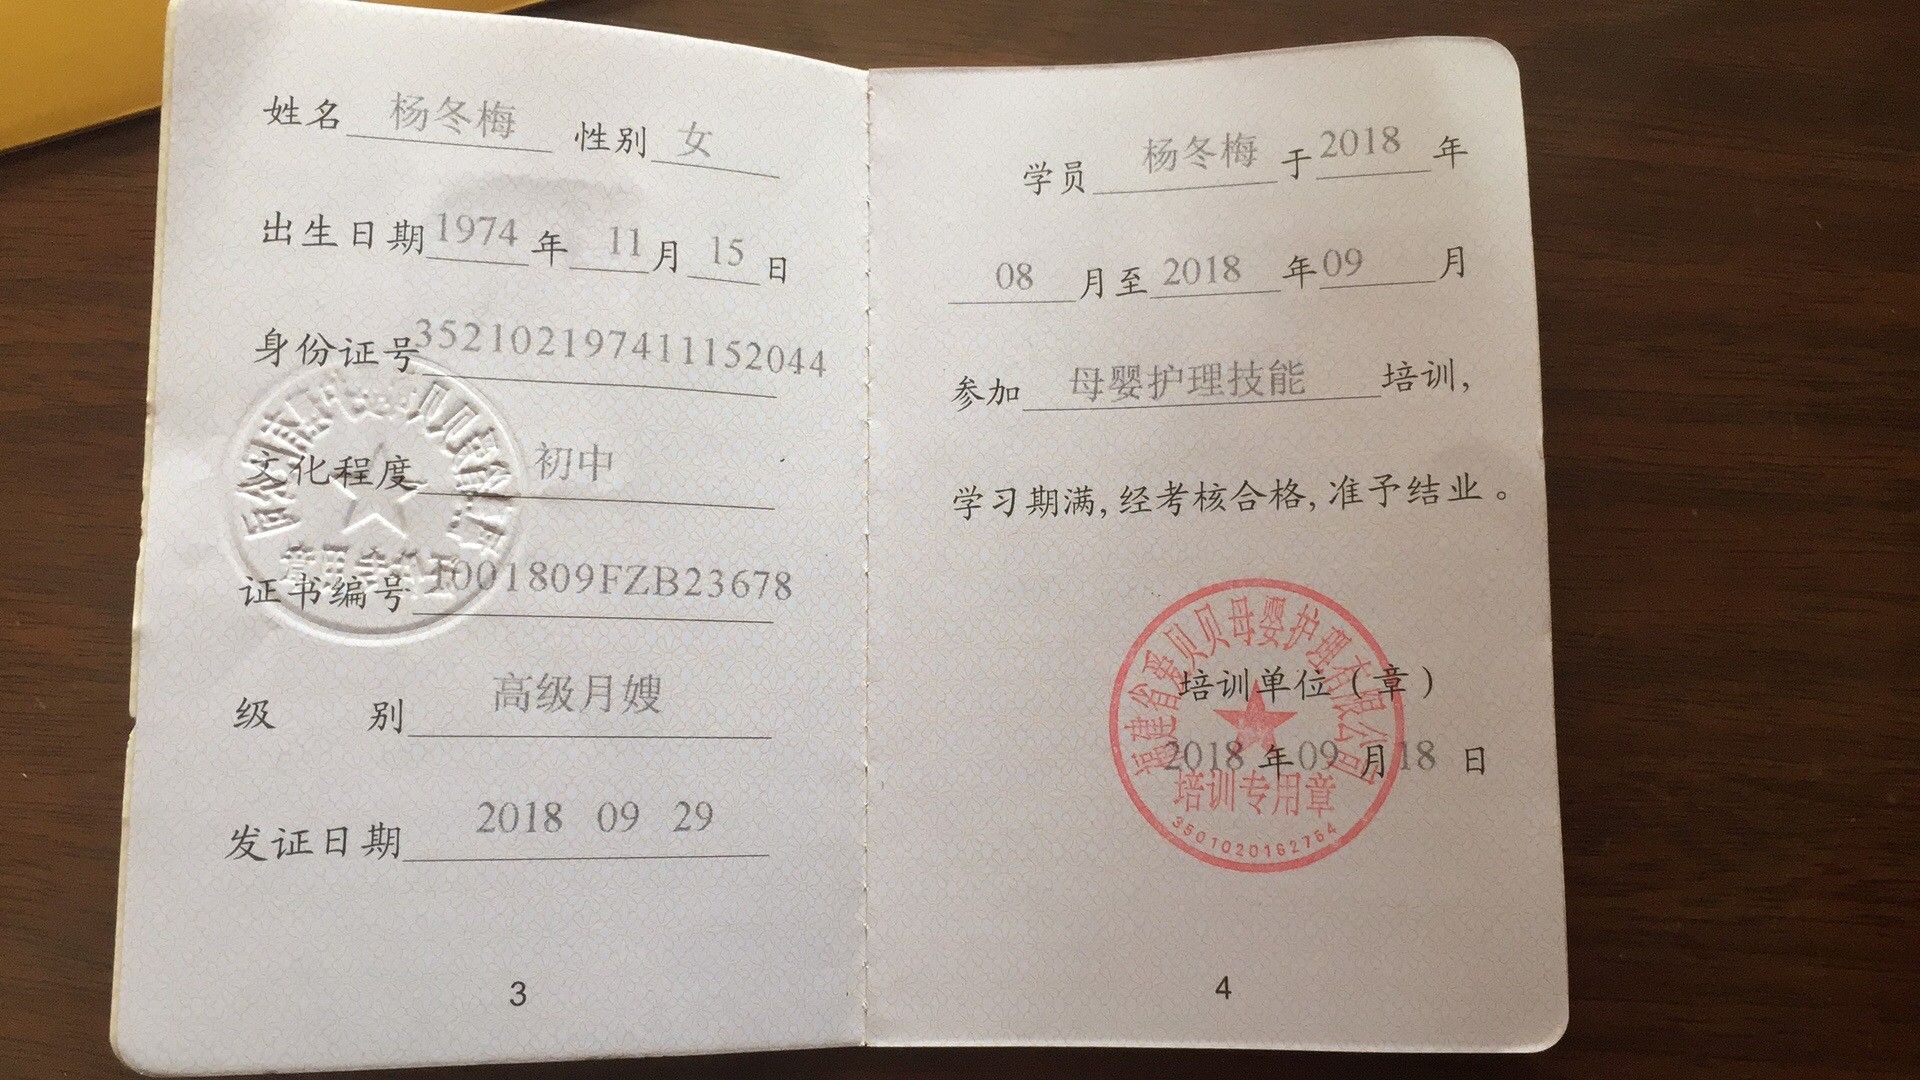 姓名 杨冬梅 性别 女
出生日期 1974 年 11 月 15 日
身份证号 352102197411152044
文化程度 初中
证书编号 1001809FZB23678
级 别 高级月嫂
发证日期 2018 09 29
3
学员 杨冬梅 于 2018 年
08 月至 2018 年 09 月
参加 母婴护理技能 培训,
学习期满,经考核合格,准予结业。
培训单位(章)
2018 年 09 月 18 日
培训专用章
3501020162764
4